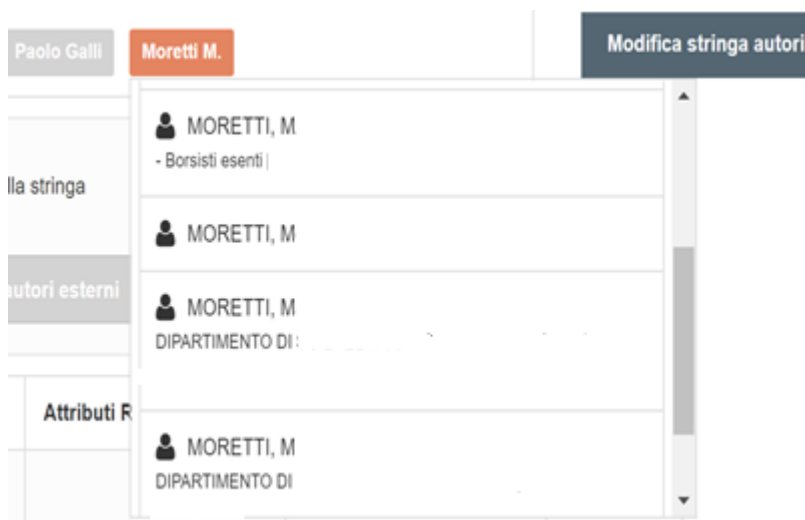 Paolo Galli
Moretti M.
Modifica stringa autori
MORETTI, M
- Borsisti esenti
lla stringa
MORETTI, M
autori esterni
MORETTI, M
DIPARTIMENTO DI
Attributi R
MORETTI, M
DIPARTIMENTO DI